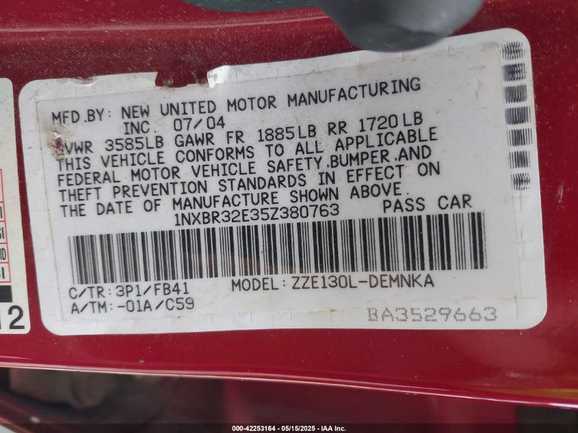 MFD.BY: NEW UNITED MOTOR MANUFACTURING
INC. 07/04
GVWR 3585LB GAWR FR 1885LB RR 1720LB
THIS VEHICLE CONFORMS TO ALL APPLICABLE
FEDERAL MOTOR VEHICLE SAFETY,BUMPER,AND
THEFT PREVENTION STANDARDS IN EFFECT ON
THE DATE OF MANUFACTURE SHOWN ABOVE.
1NXBR32E35Z380763 PASS CAR
C/TR: 3P1/FB41 MODEL: ZZE130L-DEMNKA
A/TM: -01A/C59
BA3529663
12
000-42253164 - 05/15/2025 - IAA Inc.